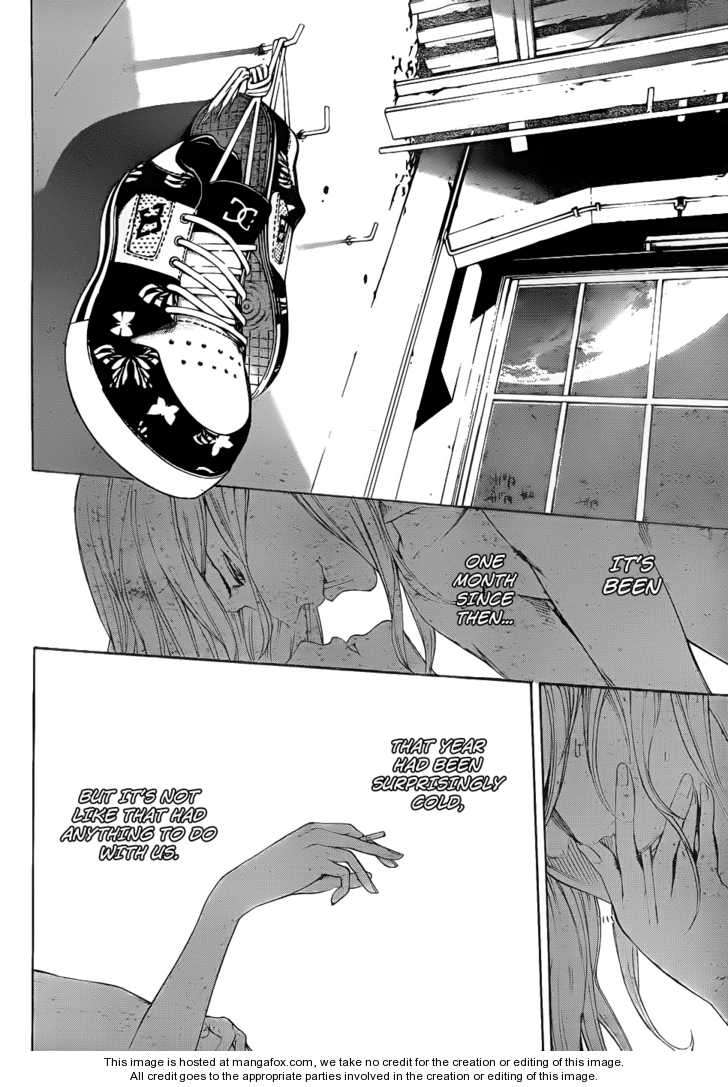 IT'S
BEEN
ONE
MONTH
SINCE
THEN...
THAT YEAR
HAD BEEN
SURPRISINGLY
COLD,
BUT IT'S NOT
LIKE THAT HAD
ANYTHING TO DO
WITH US.
This image is hosted at mangafox.com, we take no credit for the creation or editing of this image.
All credit goes to the appropriate parties involved in the creation or editing of this image.